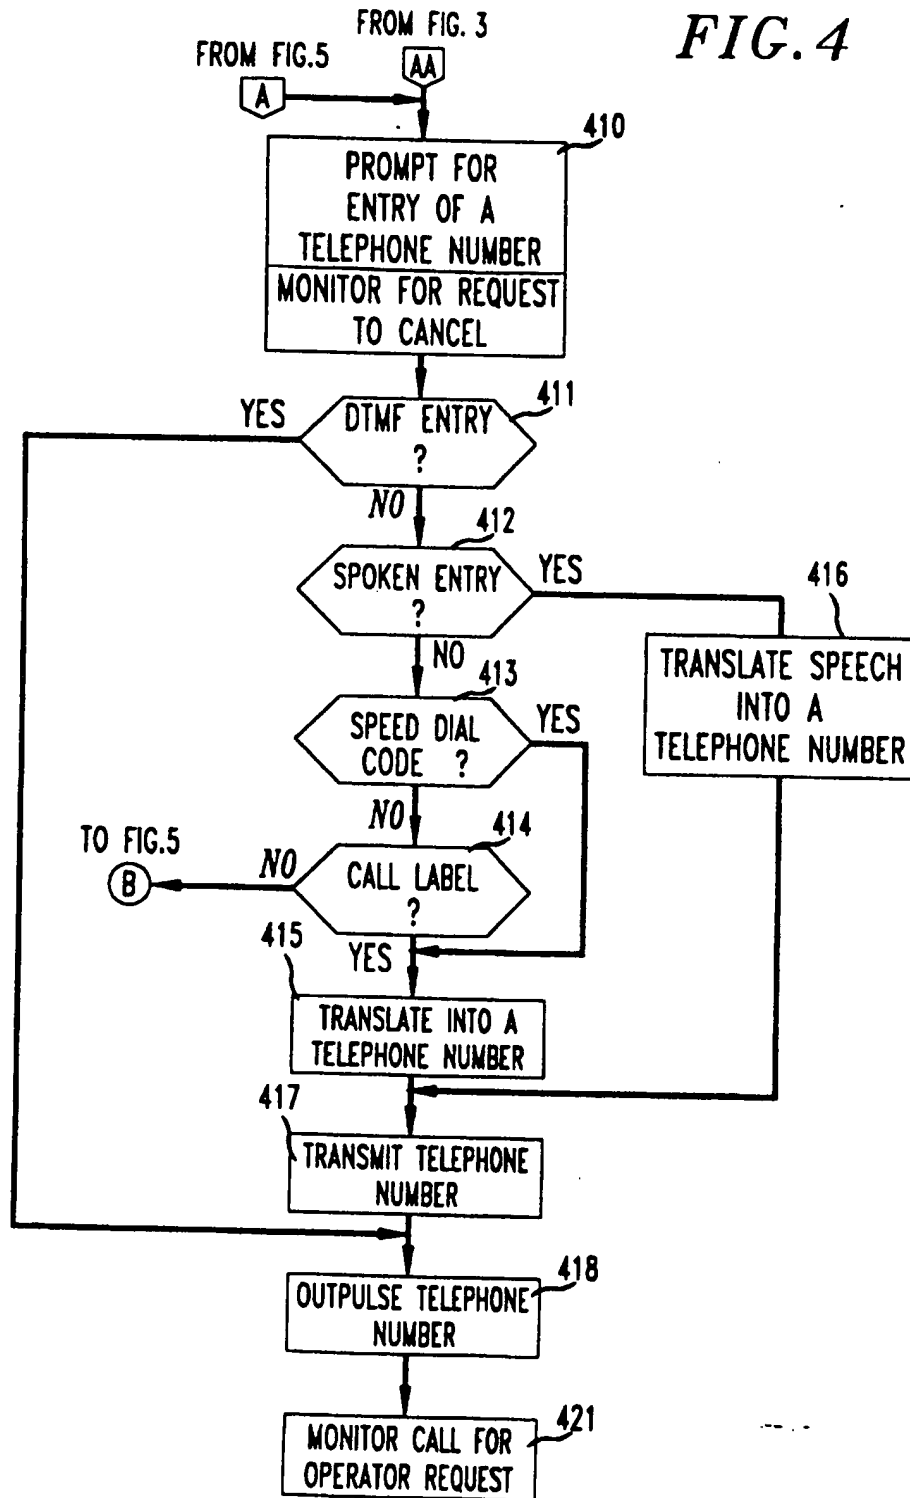 FROM FIG. 3
FIG. 4
FROM FIG.5
AA
A
410
PROMPT FOR
ENTRY OF A
TELEPHONE NUMBER
MONITOR FOR REQUEST
TO CANCEL
411
YES
DTMF ENTRY
?
NO
412
SPOKEN ENTRY
?
YES
416
NO
TRANSLATE SPEECH
INTO A
TELEPHONE NUMBER
413
SPEED DIAL
CODE ?
YES
NO
414
TO FIG.5
B
NO
CALL LABEL
?
415
YES
TRANSLATE INTO A
TELEPHONE NUMBER
417
TRANSMIT TELEPHONE
NUMBER
418
OUTPULSE TELEPHONE
NUMBER
421
MONITOR CALL FOR
OPERATOR REQUEST